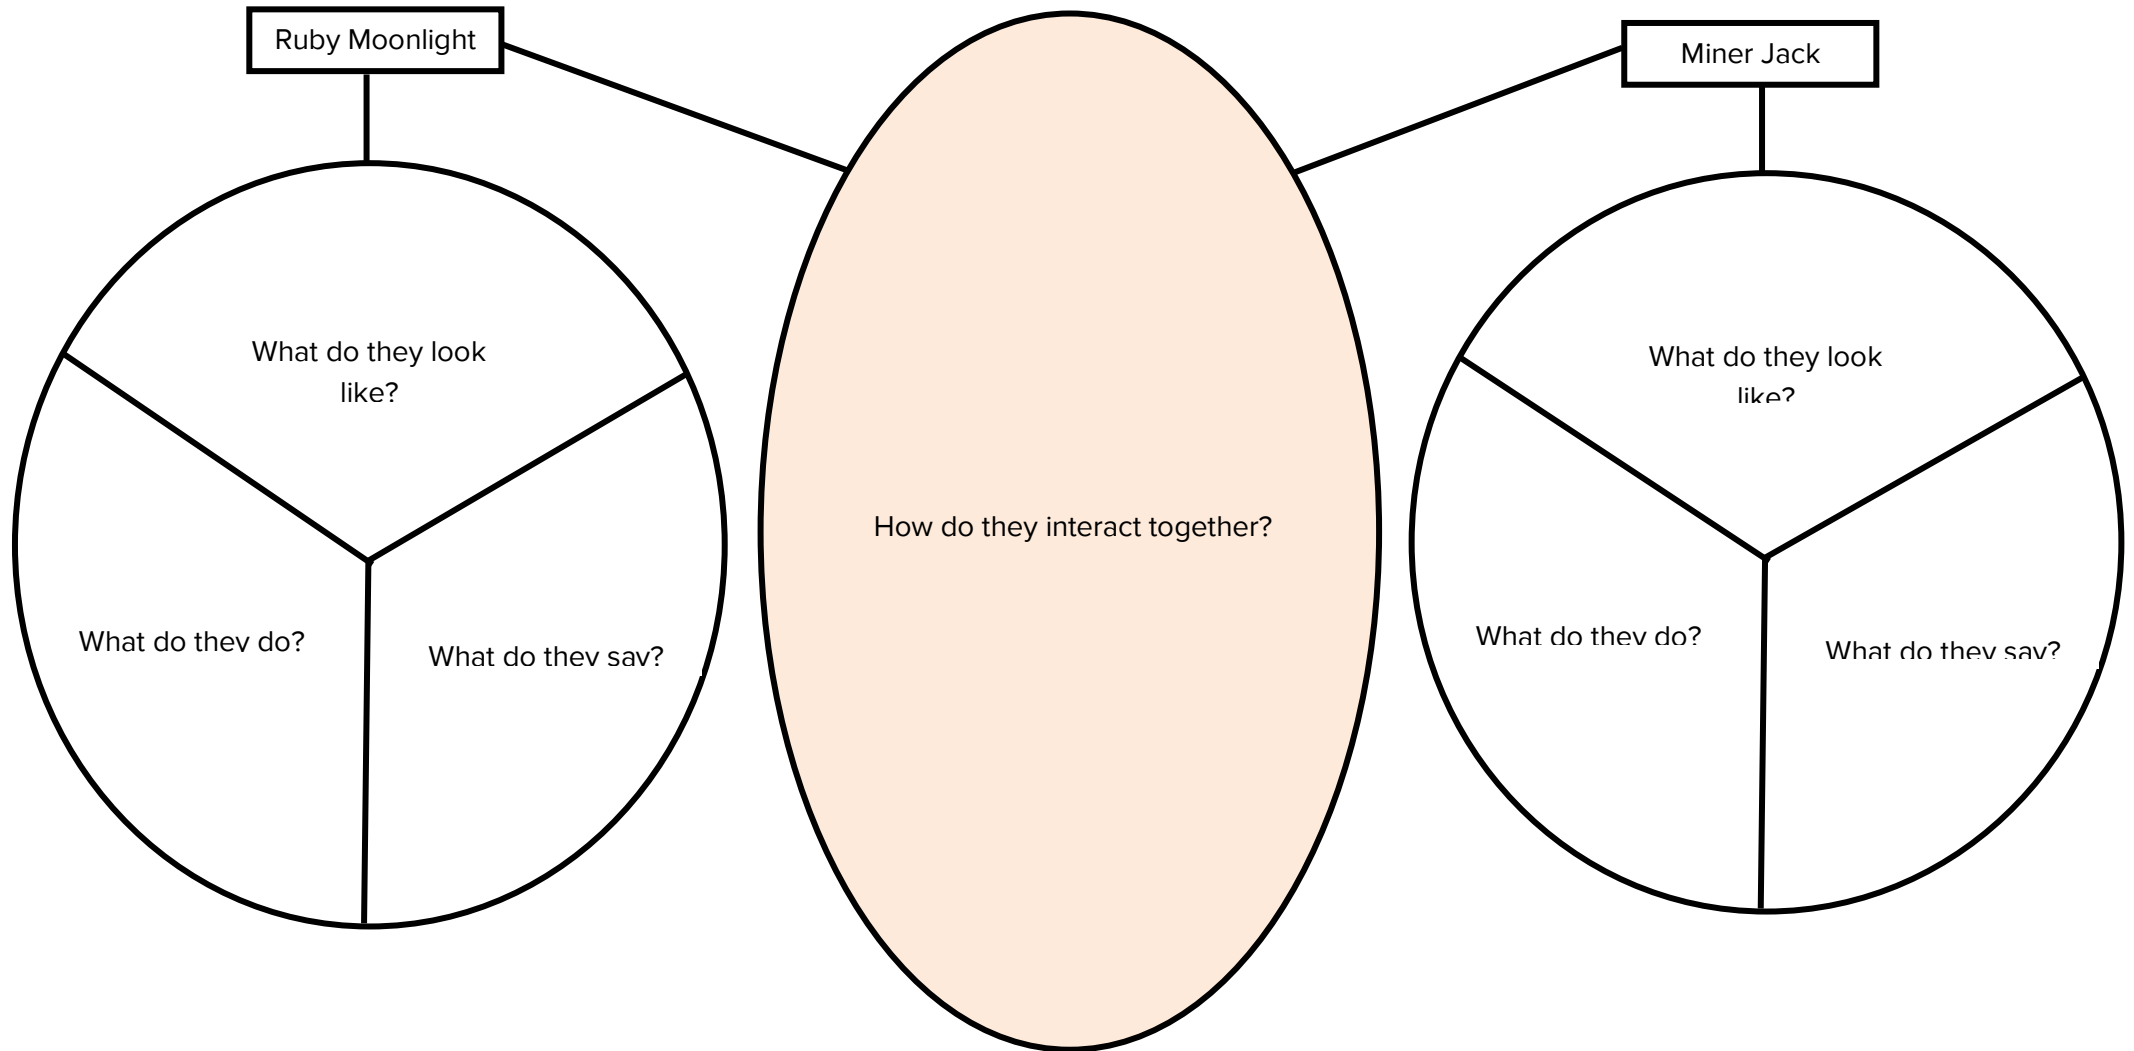 Ruby Moonlight
Miner Jack
What do they look
like?
What do they do?
What do they say?
How do they interact together?
What do they look
like?
What do they do?
What do they say?